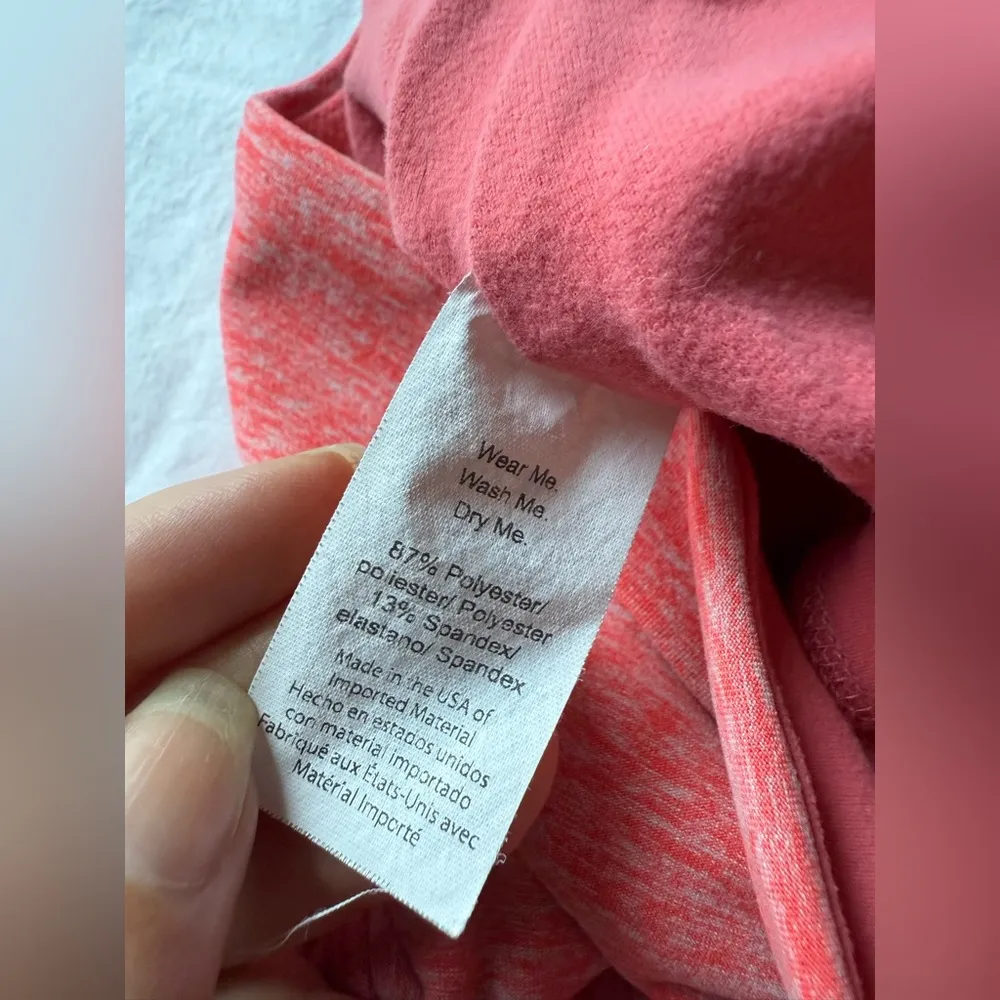 Wear Me.
Wash Me.
Dry Me.
87% Polyester/
poliester/ Polyester
13% Spandex/
elastano/ Spandex
Made in the USA of
Imported Material
Hecho en estados unidos
con material importado
Fabriqué aux États-Unis avec
Matérial Importé